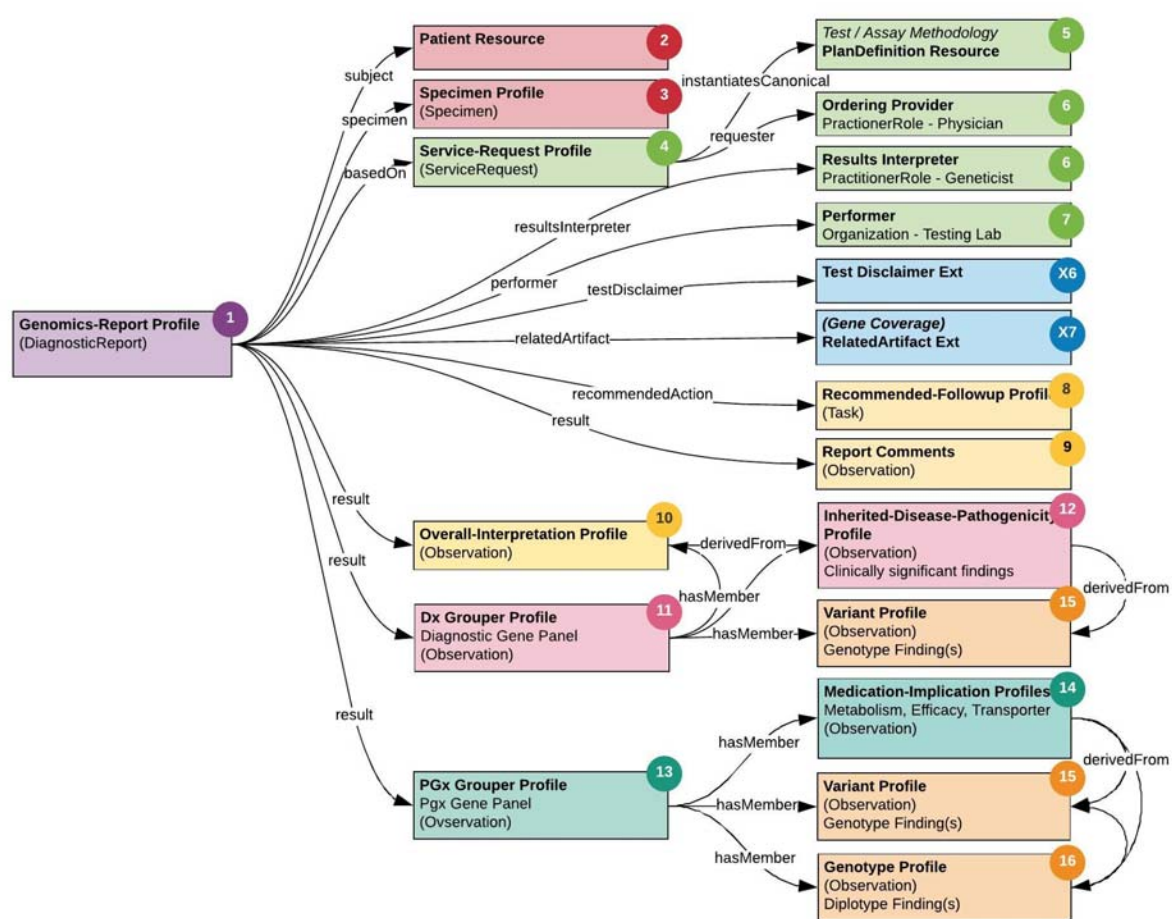 Patient Resource
2
Test / Assay Methodology
5
PlanDefinition Resource
subject
instantiatesCanonical
Specimen Profile
3
(Specimen)
specimen
Ordering Provider
6
PractionerRole - Physician
requester
Service-Request Profile
4
(ServiceRequest)
basedOn
Results Interpreter
6
PractitionerRole - Geneticist
resultsInterpreter
Performer
7
Organization - Testing Lab
performer
testDisclaimer
Test Disclaimer Ext
X6
Genomics-Report Profile
1
(DiagnosticReport)
relatedArtifact
(Gene Coverage)
X7
RelatedArtifact Ext
recommendedAction
Recommended-Followup Profil
8
(Task)
result
Report Comments
9
(Observation)
result
Overall-Interpretation Profile
10
(Observation)
derivedFrom
Inherited-Disease-Pathogenicity
12
Profile
(Observation)
Clinically significant findings
derivedFrom
result
hasMember
Dx Grouper Profile
11
Diagnostic Gene Panel
(Observation)
hasMember
Variant Profile
15
(Observation)
Genotype Finding(s)
result
Medication-Implication Profiles
14
Metabolism, Efficacy, Transporter
(Observation)
hasMember
derivedFrom
PGx Grouper Profile
13
Pgx Gene Panel
(Ovservation)
hasMember
Variant Profile
15
(Observation)
Genotype Finding(s)
hasMember
Genotype Profile
16
(Observation)
Diplotype Finding(s)